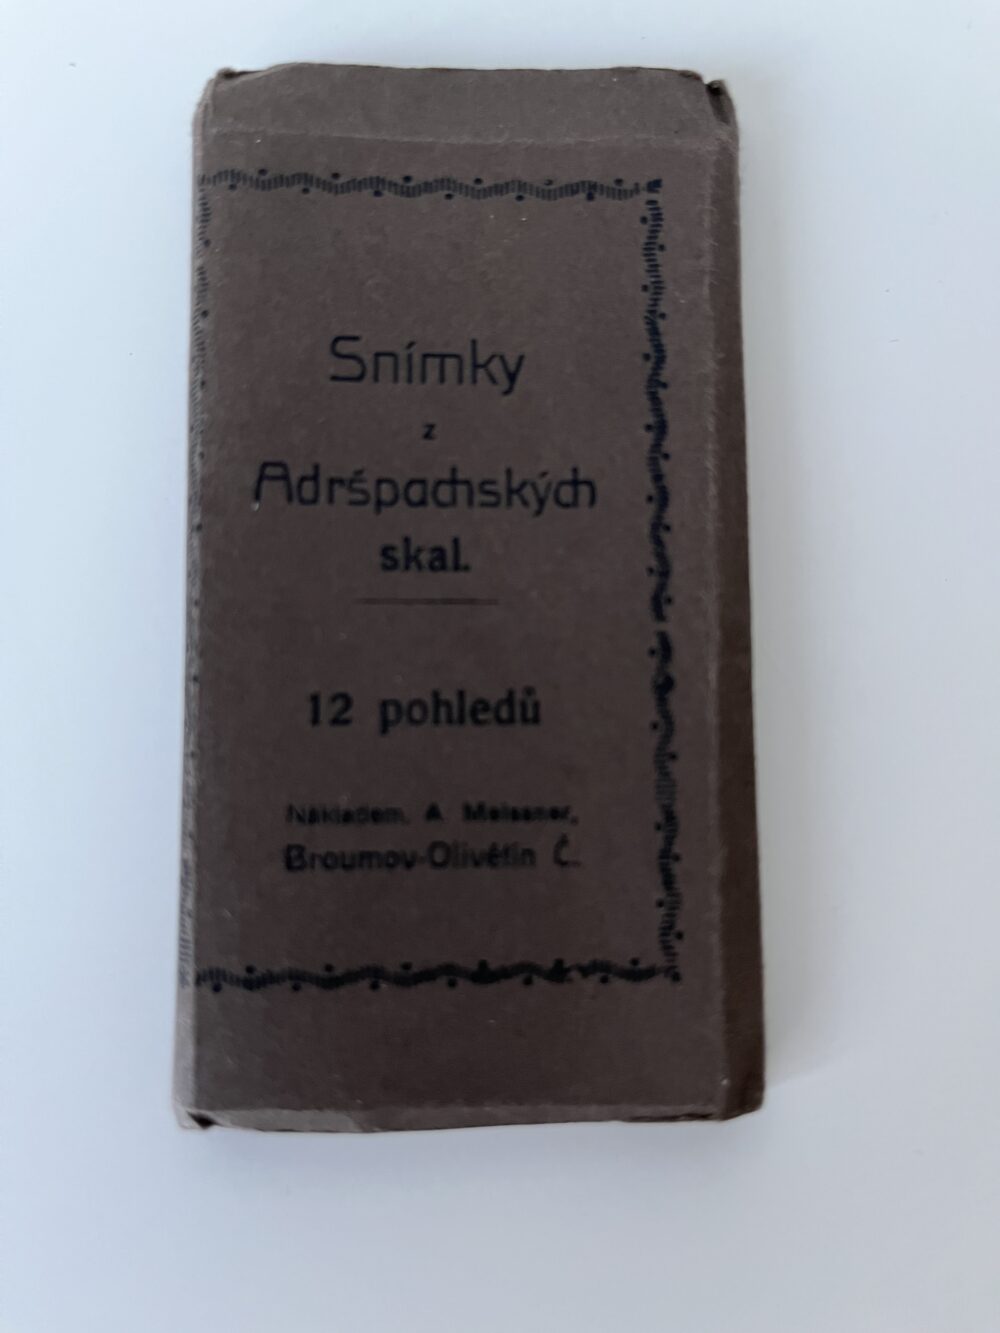 Snímky
z
Adršpachských
skal.
12 pohledů
Nákladem, A Meissner,
Broumov-Olivětín Č.